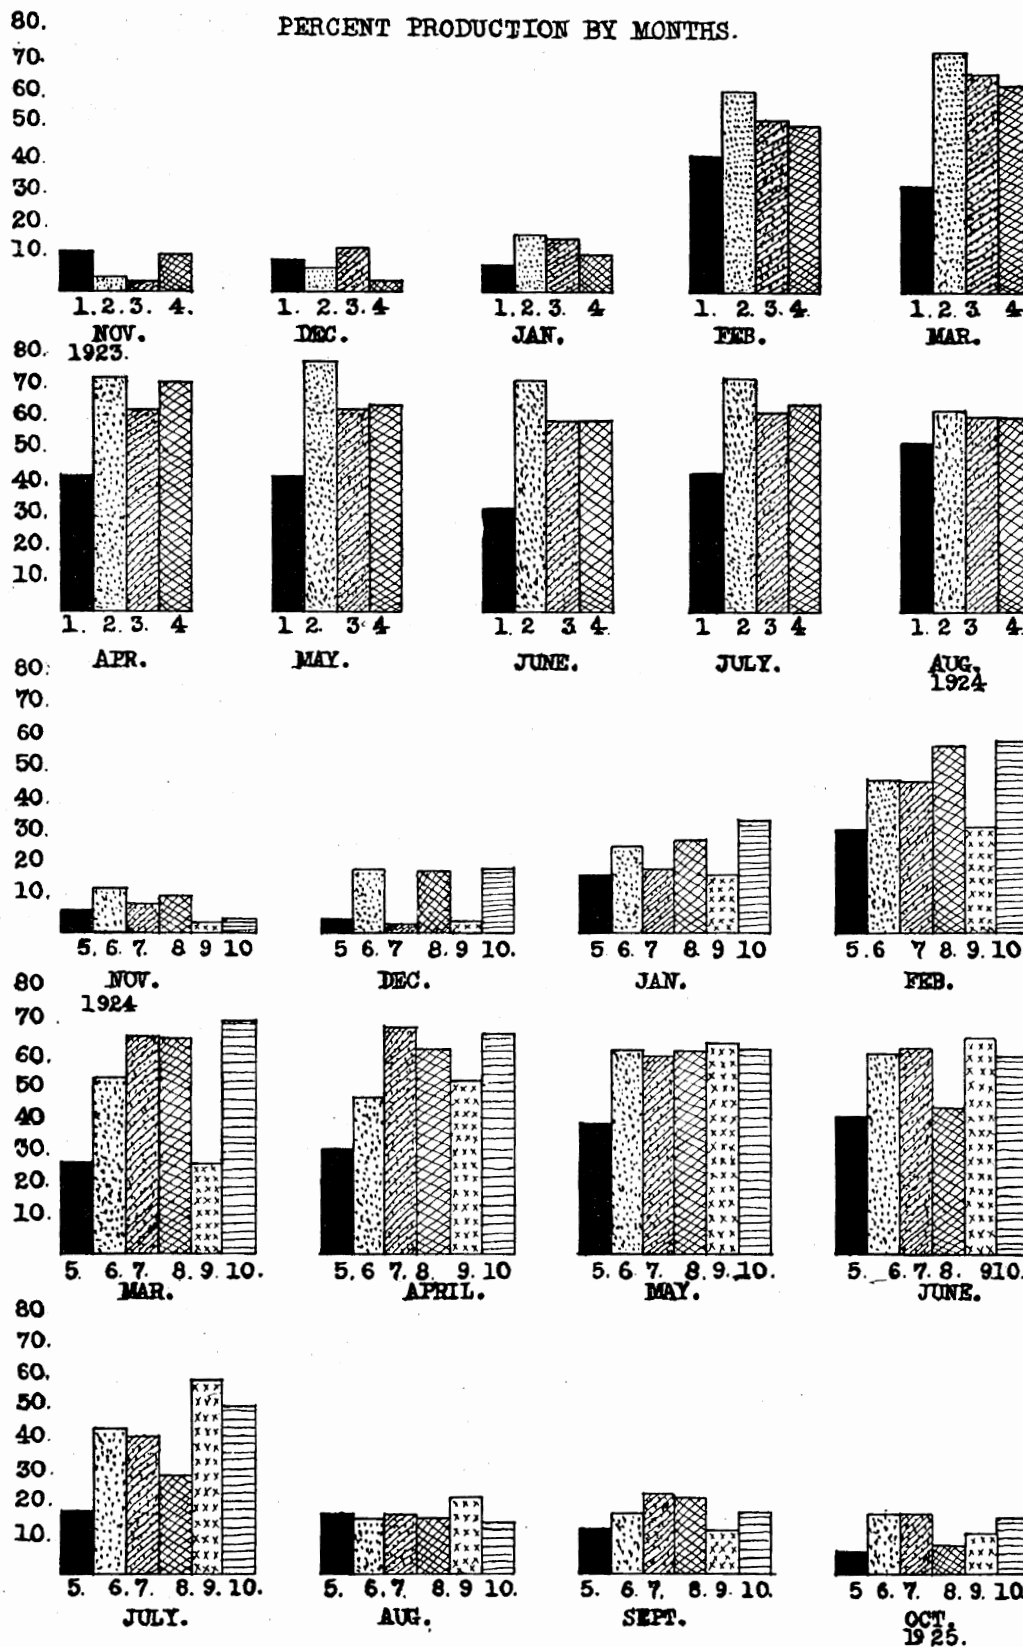 PERCENT PRODUCTION BY MONTHS.
80.
70.
60.
50.
40.
30.
20.
10.
1.2.3. 4.
1. 2.3.4
1.2.3. 4
1. 2.3.4.
1.2.3. 4
NOV.
DEC.
JAN.
FEB.
MAR.
1923.
80.
70.
60.
50.
40.
30.
20.
10.
1. 2.3. 4
1 2. 3 4
1.2 3 4.
1 2 3 4
1.2 3 4
APR.
MAY.
JUNE.
JULY.
AUG.
1924
80.
70.
60
50.
40.
30.
20
10.
5.6.7. 8.9.10
5 6.7 8.9.10.
5.6.7 8.9 10
5.6 7 8.9.10
NOV.
DEC.
JAN.
FEB.
1924
80
70.
60.
50
40
30.
20.
10.
5. 6.7. 8.9.10.
5.6 7.8. 9.10
5.6.7. 8.9.10.
5. 6.7.8. 910.
MAR.
APRIL.
MAY.
JUNE.
80
70.
60.
50.
40.
30.
20.
10.
5. 6.7. 8.9.10.
5. 6.7. 8.9.10.
5. 6.7. 8.9.10.
5. 6.7. 8.9.10
JULY.
AUG.
SEPT.
OCT.
1925.